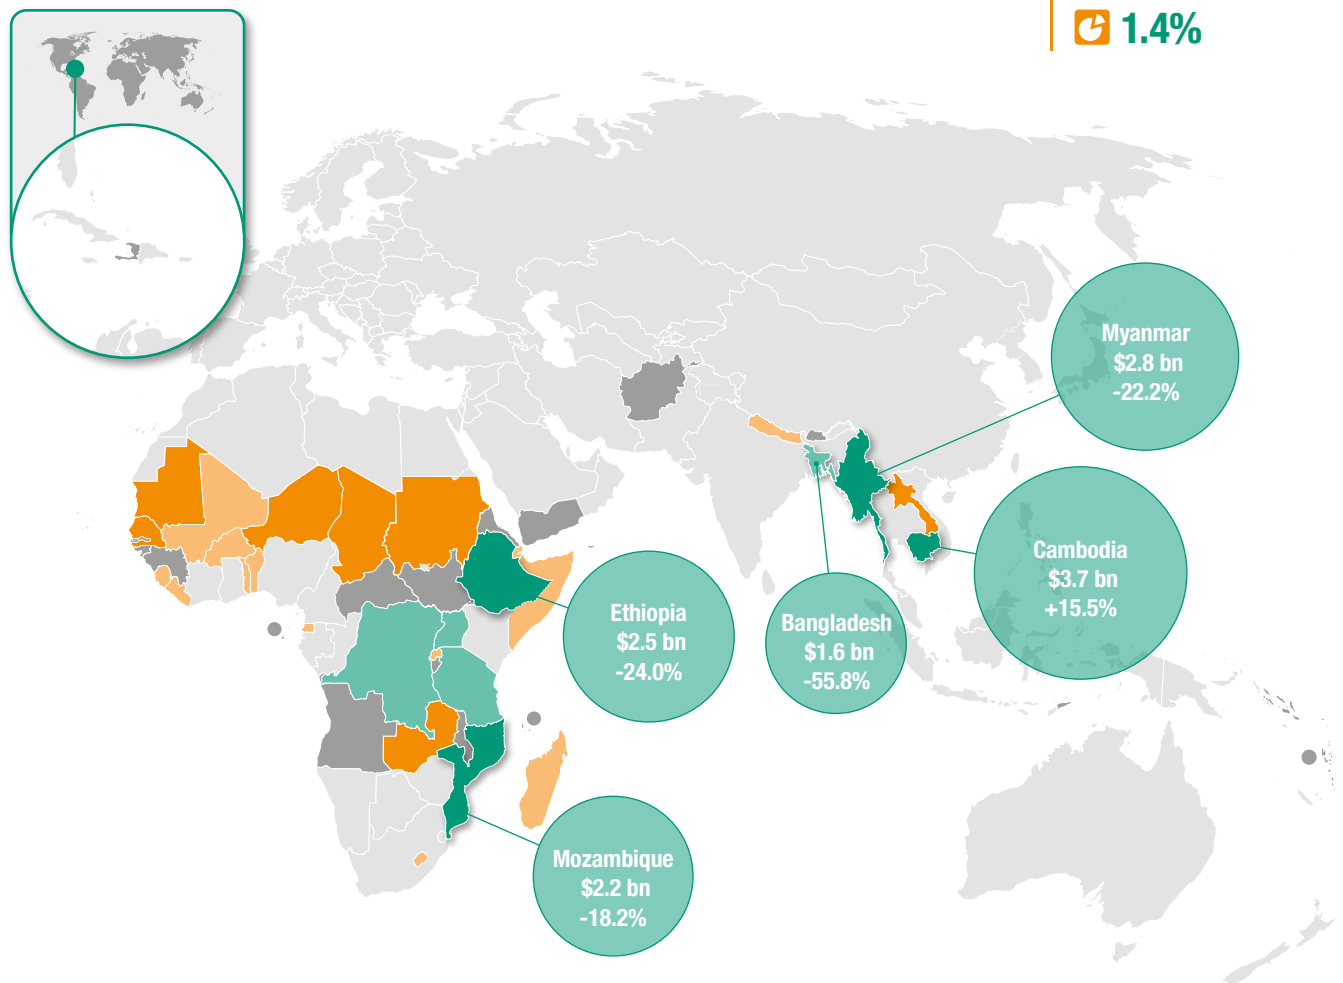 1.4%
Myanmar
$2.8 bn
-22.2%
Cambodia
$3.7 bn
+15.5%
Ethiopia
$2.5 bn
-24.0%
Bangladesh
$1.6 bn
-55.8%
Mozambique
$2.2 bn
-18.2%